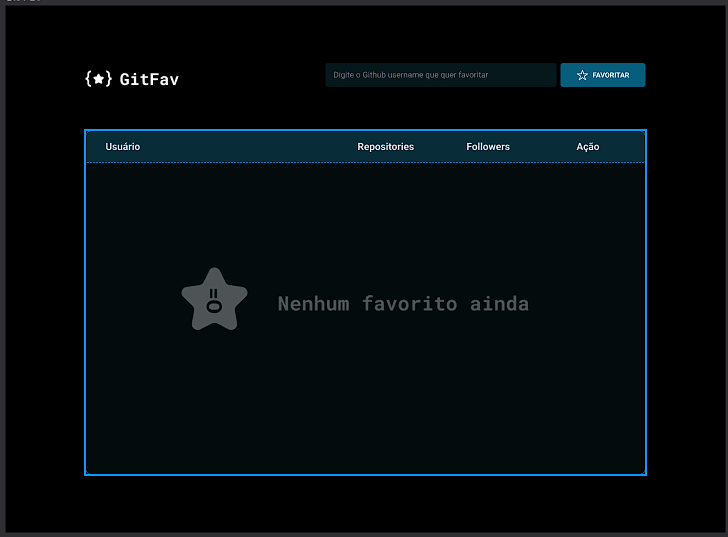 {★} GitFav
Digite o Github username que quer favoritar
FAVORITAR
Usuário Repositories Followers Ação
Nenhum favorito ainda